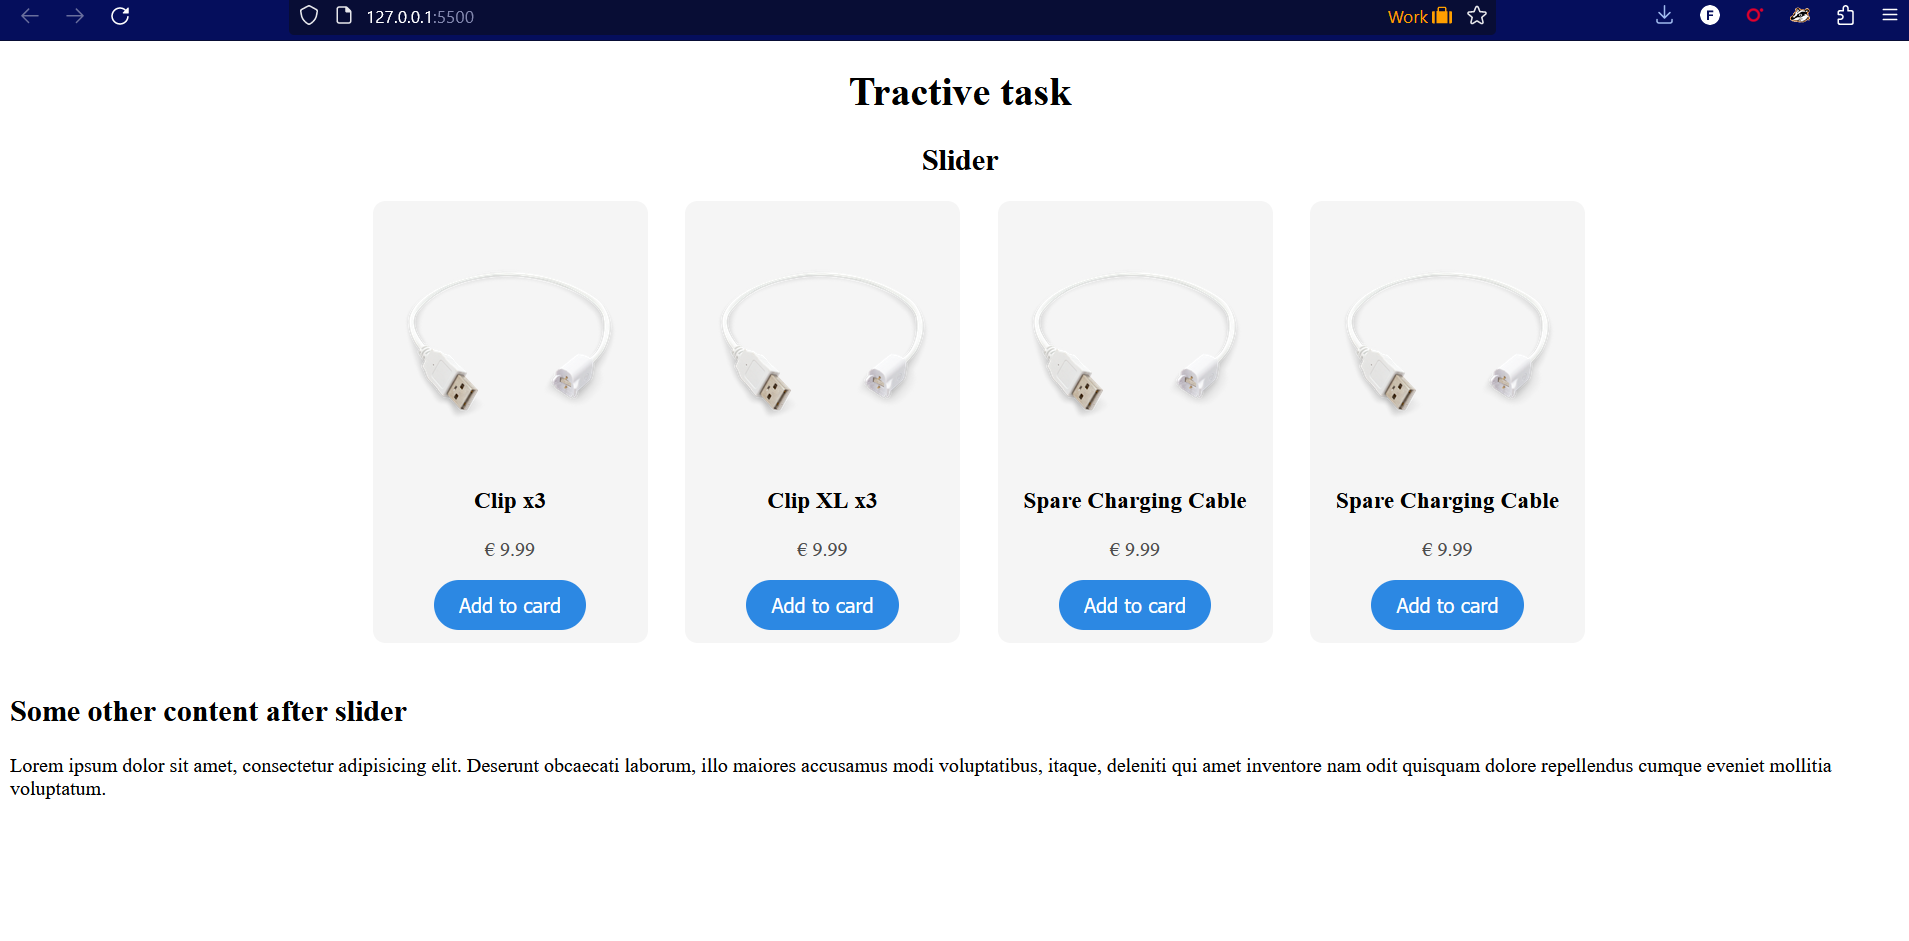 127.0.0.1:5500
Work
F
Tractive task
Slider
Clip x3
Clip XL x3
Spare Charging Cable
Spare Charging Cable
€ 9.99
€ 9.99
€ 9.99
€ 9.99
Add to card
Add to card
Add to card
Add to card
Some other content after slider
Lorem ipsum dolor sit amet, consectetur adipisicing elit. Deserunt obcaecati laborum, illo maiores accusamus modi voluptatibus, itaque, deleniti qui amet inventore nam odit quisquam dolore repellendus cumque eveniet mollitia
voluptatum.